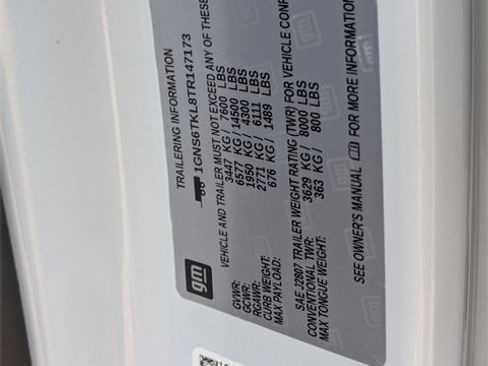 gm
TRAILERING INFORMATION
1GNS6TKL8TR147173
VEHICLE AND TRAILER MUST NOT EXCEED ANY OF THESE
GVWR: 3447 KG / 7600 LBS
GCWR: 6577 KG / 14500 LBS
RGAWR: 1950 KG / 4300 LBS
CURB WEIGHT: 2771 KG / 6111 LBS
MAX PAYLOAD: 676 KG / 1489 LBS
SAE J2807 TRAILER WEIGHT RATING (TWR) FOR VEHICLE CONF
CONVENTIONAL TWR: 3629 KG / 8000 LBS
MAX TONGUE WEIGHT: 363 KG / 800 LBS
SEE OWNER'S MANUAL FOR MORE INFORMATION